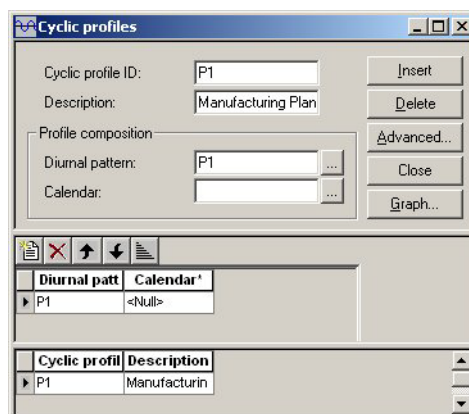 Cyclic profiles
Cyclic profile ID: P1 Insert
Description: Manufacturing Plan Delete
Profile composition Advanced...
Diurnal pattern: P1 ... Close
Calendar: ... Graph...
Diurnal patt Calendar*
P1 <Null>
Cyclic profil Description
P1 Manufacturin